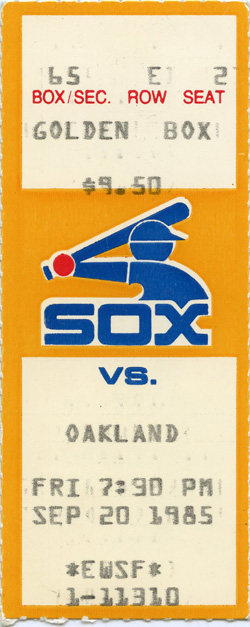 65 E 2
BOX/SEC. ROW SEAT
GOLDEN BOX
$9.50
SOX
VS.
OAKLAND
FRI 7:30 PM
SEP 20 1985
*EWSF*
1-11310